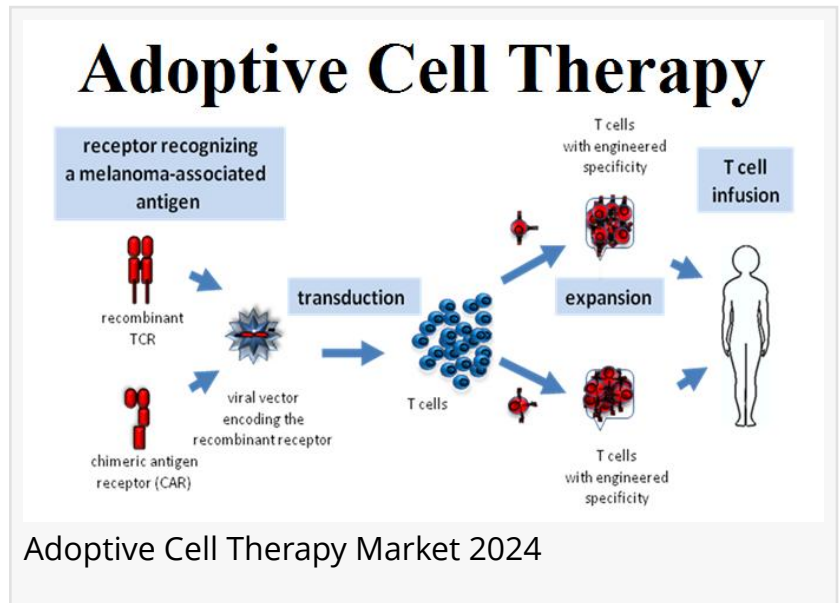 Adoptive Cell Therapy
receptor recognizing
a melanoma-associated
antigen
recombinant
TCR
chimeric antigen
receptor (CAR)
viral vector
encoding the
recombinant receptor
transduction
T cells
T cells
with engineered
specificity
expansion
T cells
with engineered
specificity
T cell
infusion
Adoptive Cell Therapy Market 2024